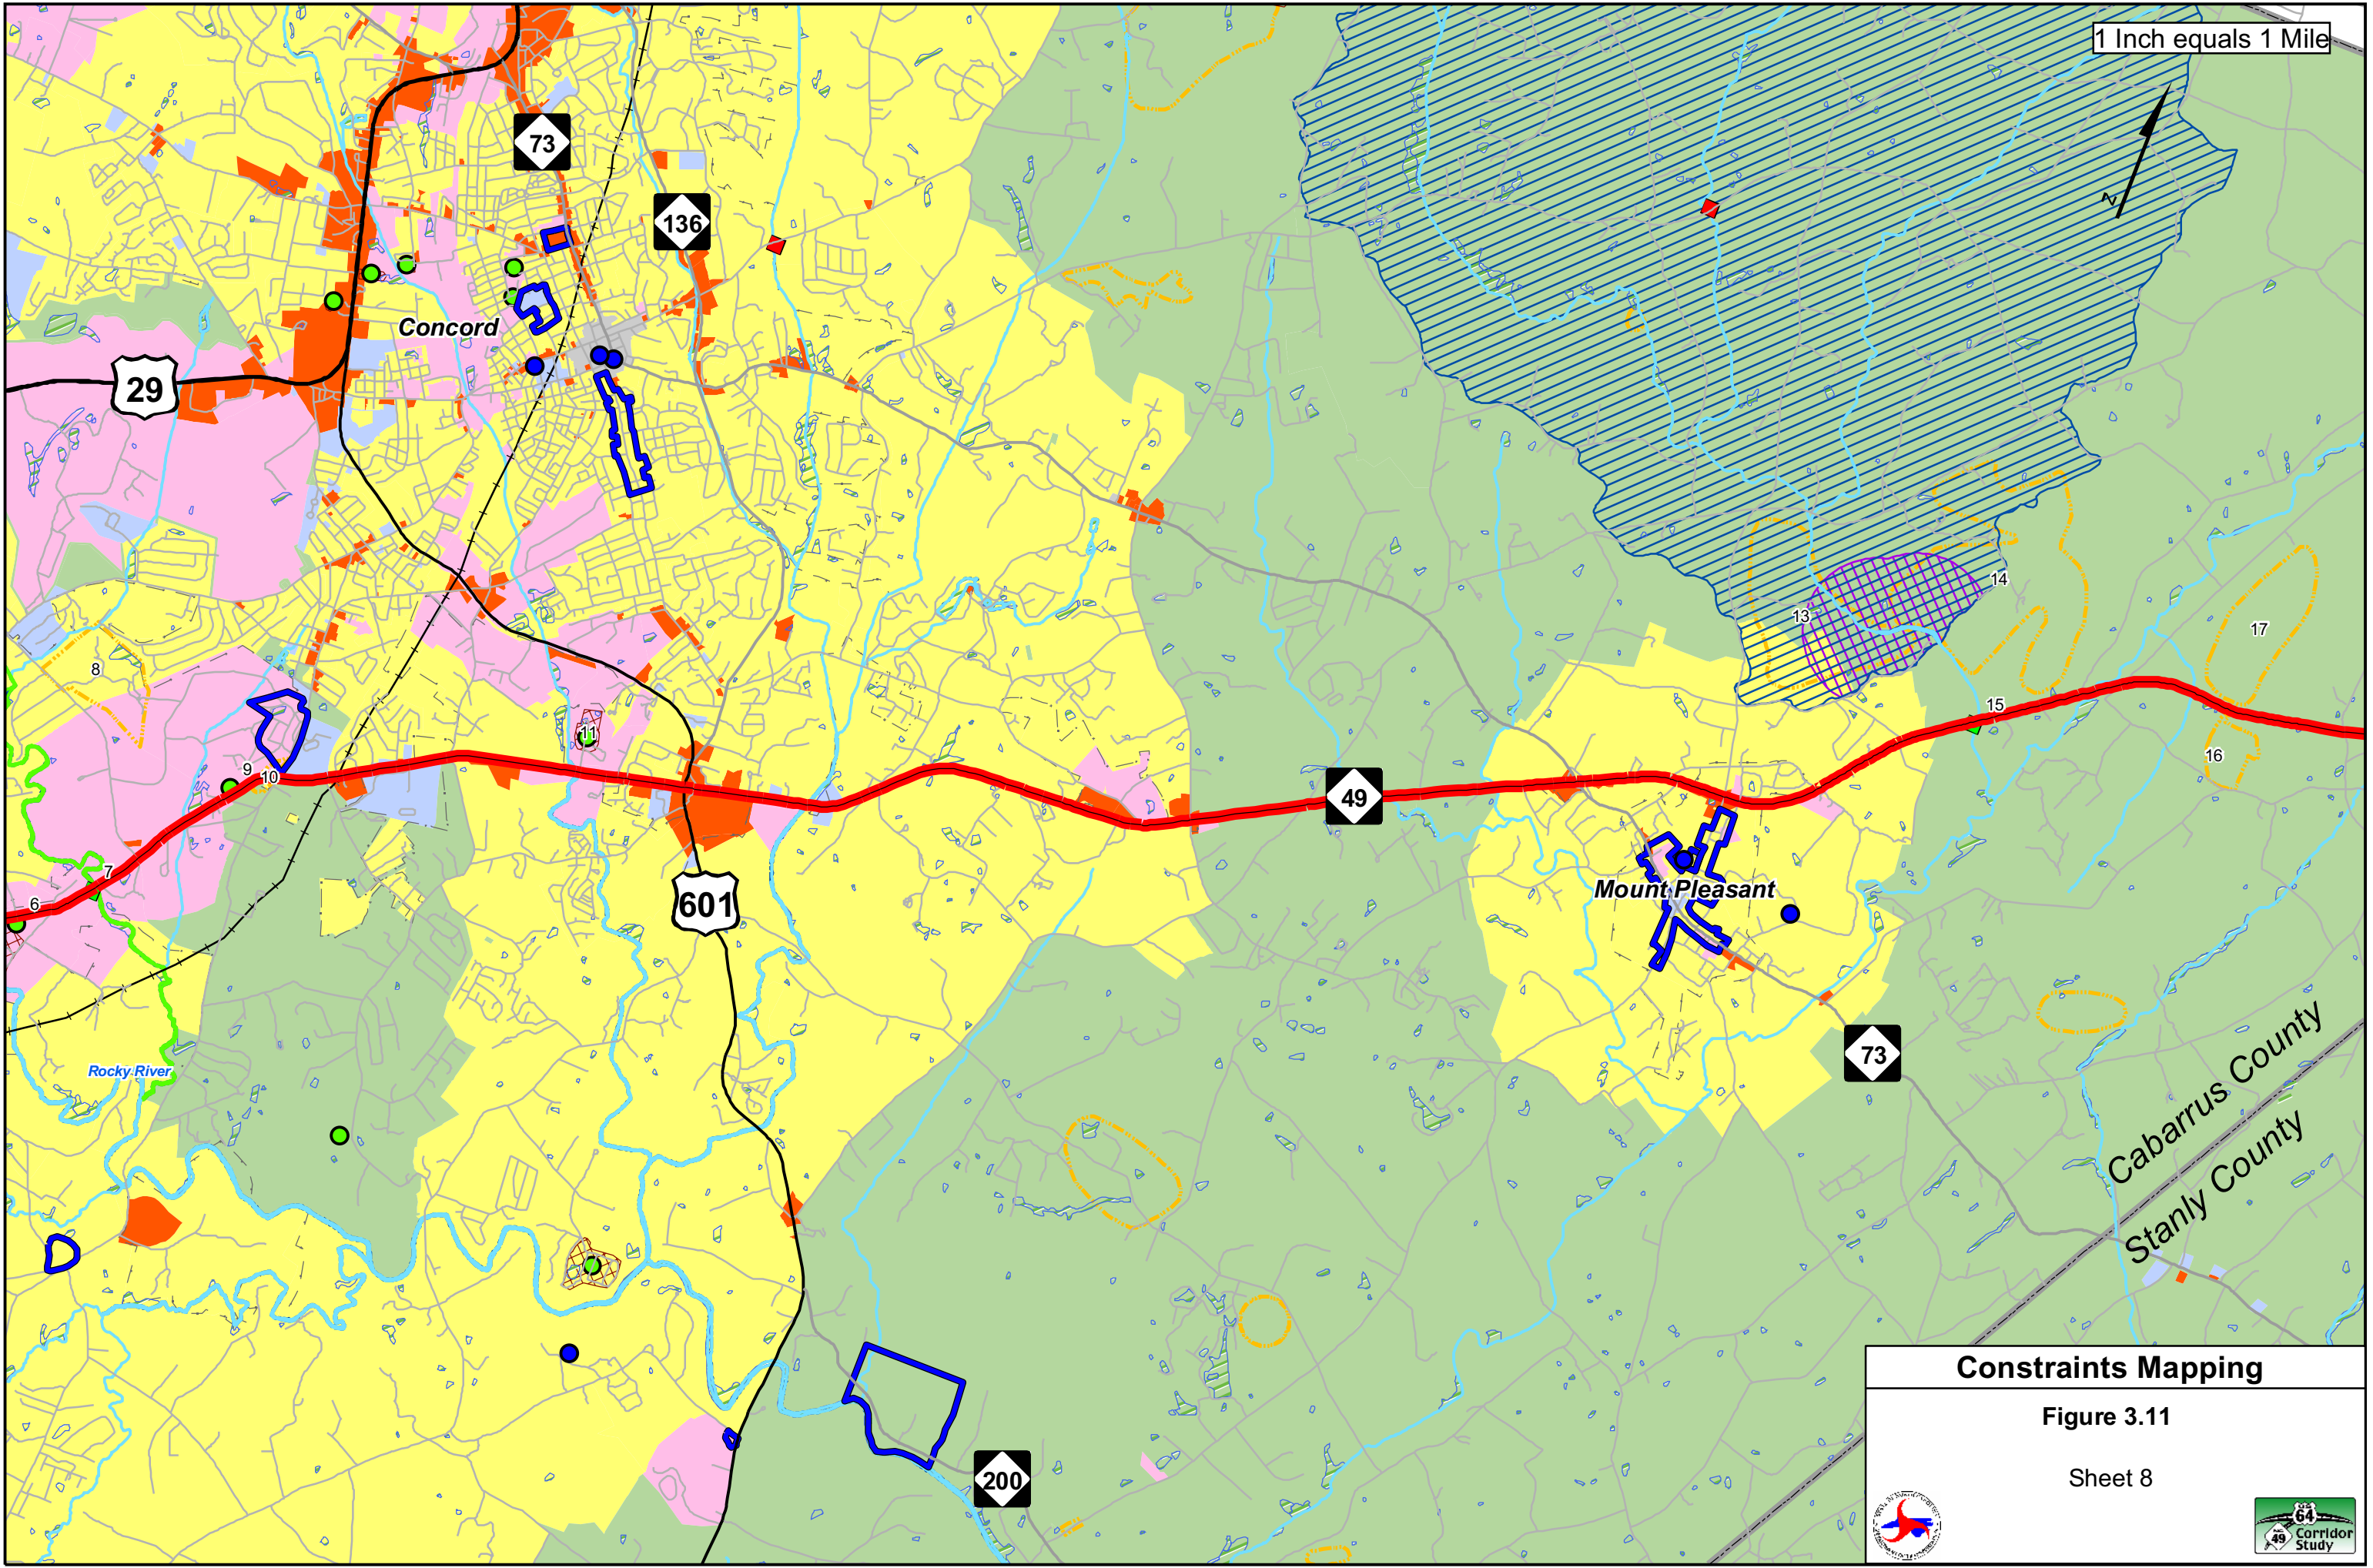 1 Inch equals 1 Mile
N
73
136
Concord
29
14
13
17
8
15
11
16
9
10
49
7
6
601
Mount Pleasant
73
Rocky River
Cabarrus County
Stanly County
200
Constraints Mapping
Figure 3.11
Sheet 8
US
64
49
Corridor
Study